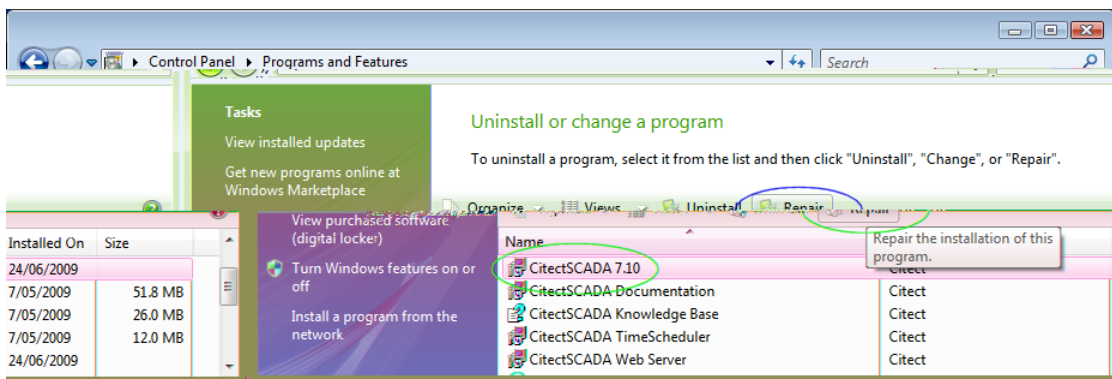 Control Panel Programs and Features Search
Tasks
View installed updates
Get new programs online at
Windows Marketplace
Uninstall or change a program
To uninstall a program, select it from the list and then click "Uninstall", "Change", or "Repair".
Organize Views Uninstall Repair
View purchased software
(digital locker)
Turn Windows features on or
off
Install a program from the
network
Repair the installation of this
program.
Installed On Size Name
24/06/2009 CitectSCADA 7.10 Citect
7/05/2009 51.8 MB CitectSCADA Documentation Citect
7/05/2009 26.0 MB CitectSCADA Knowledge Base Citect
7/05/2009 12.0 MB CitectSCADA TimeScheduler Citect
24/06/2009 CitectSCADA Web Server Citect